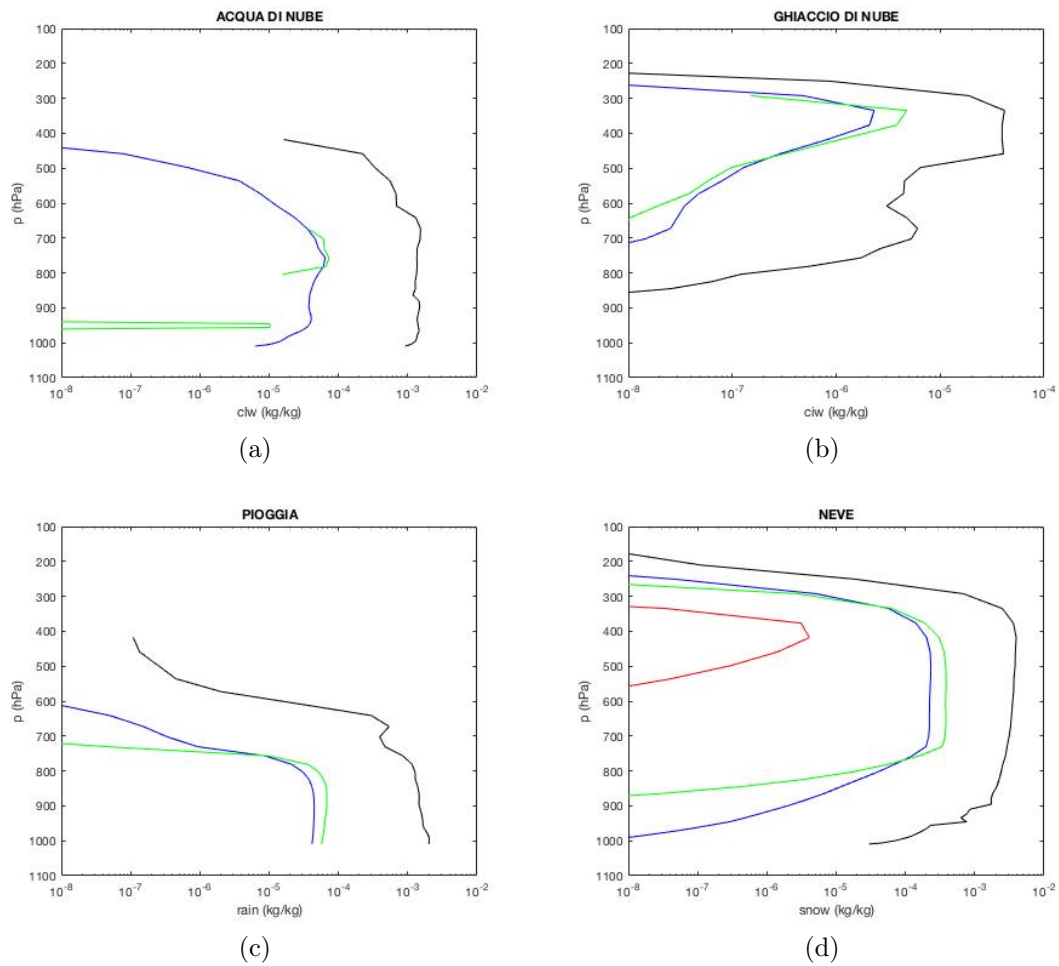 ACQUA DI NUBE
100
200
300
400
500
600
700
800
900
1000
1100
p (hPa)
10⁻⁸ 10⁻⁷ 10⁻⁶ 10⁻⁵ 10⁻⁴ 10⁻³ 10⁻²
clw (kg/kg)
(a)
GHIACCIO DI NUBE
100
200
300
400
500
600
700
800
900
1000
1100
p (hPa)
10⁻⁸ 10⁻⁷ 10⁻⁶ 10⁻⁵ 10⁻⁴
ciw (kg/kg)
(b)
PIOGGIA
100
200
300
400
500
600
700
800
900
1000
1100
p (hPa)
10⁻⁸ 10⁻⁷ 10⁻⁶ 10⁻⁵ 10⁻⁴ 10⁻³ 10⁻²
rain (kg/kg)
(c)
NEVE
100
200
300
400
500
600
700
800
900
1000
1100
p (hPa)
10⁻⁸ 10⁻⁷ 10⁻⁶ 10⁻⁵ 10⁻⁴ 10⁻³ 10⁻²
snow (kg/kg)
(d)